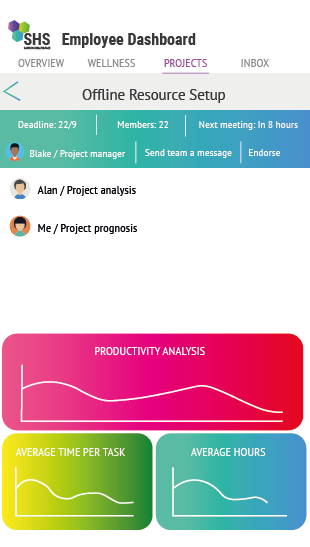 SHS
Employee Dashboard
OVERVIEW WELLNESS PROJECTS INBOX
Offline Resource Setup
Deadline: 22/9 Members: 22 Next meeting: In 8 hours
Blake / Project manager Send team a message Endorse
Alan / Project analysis
Me / Project prognosis
PRODUCTIVITY ANALYSIS
AVERAGE TIME PER TASK AVERAGE HOURS